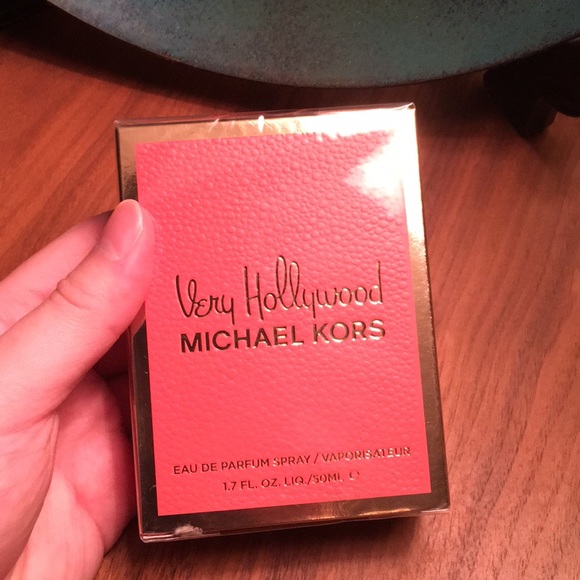 Very Hollywood
MICHAEL KORS
EAU DE PARFUM SPRAY / VAPORISATEUR
1.7 FL. OZ. LIQ./50ML ℮